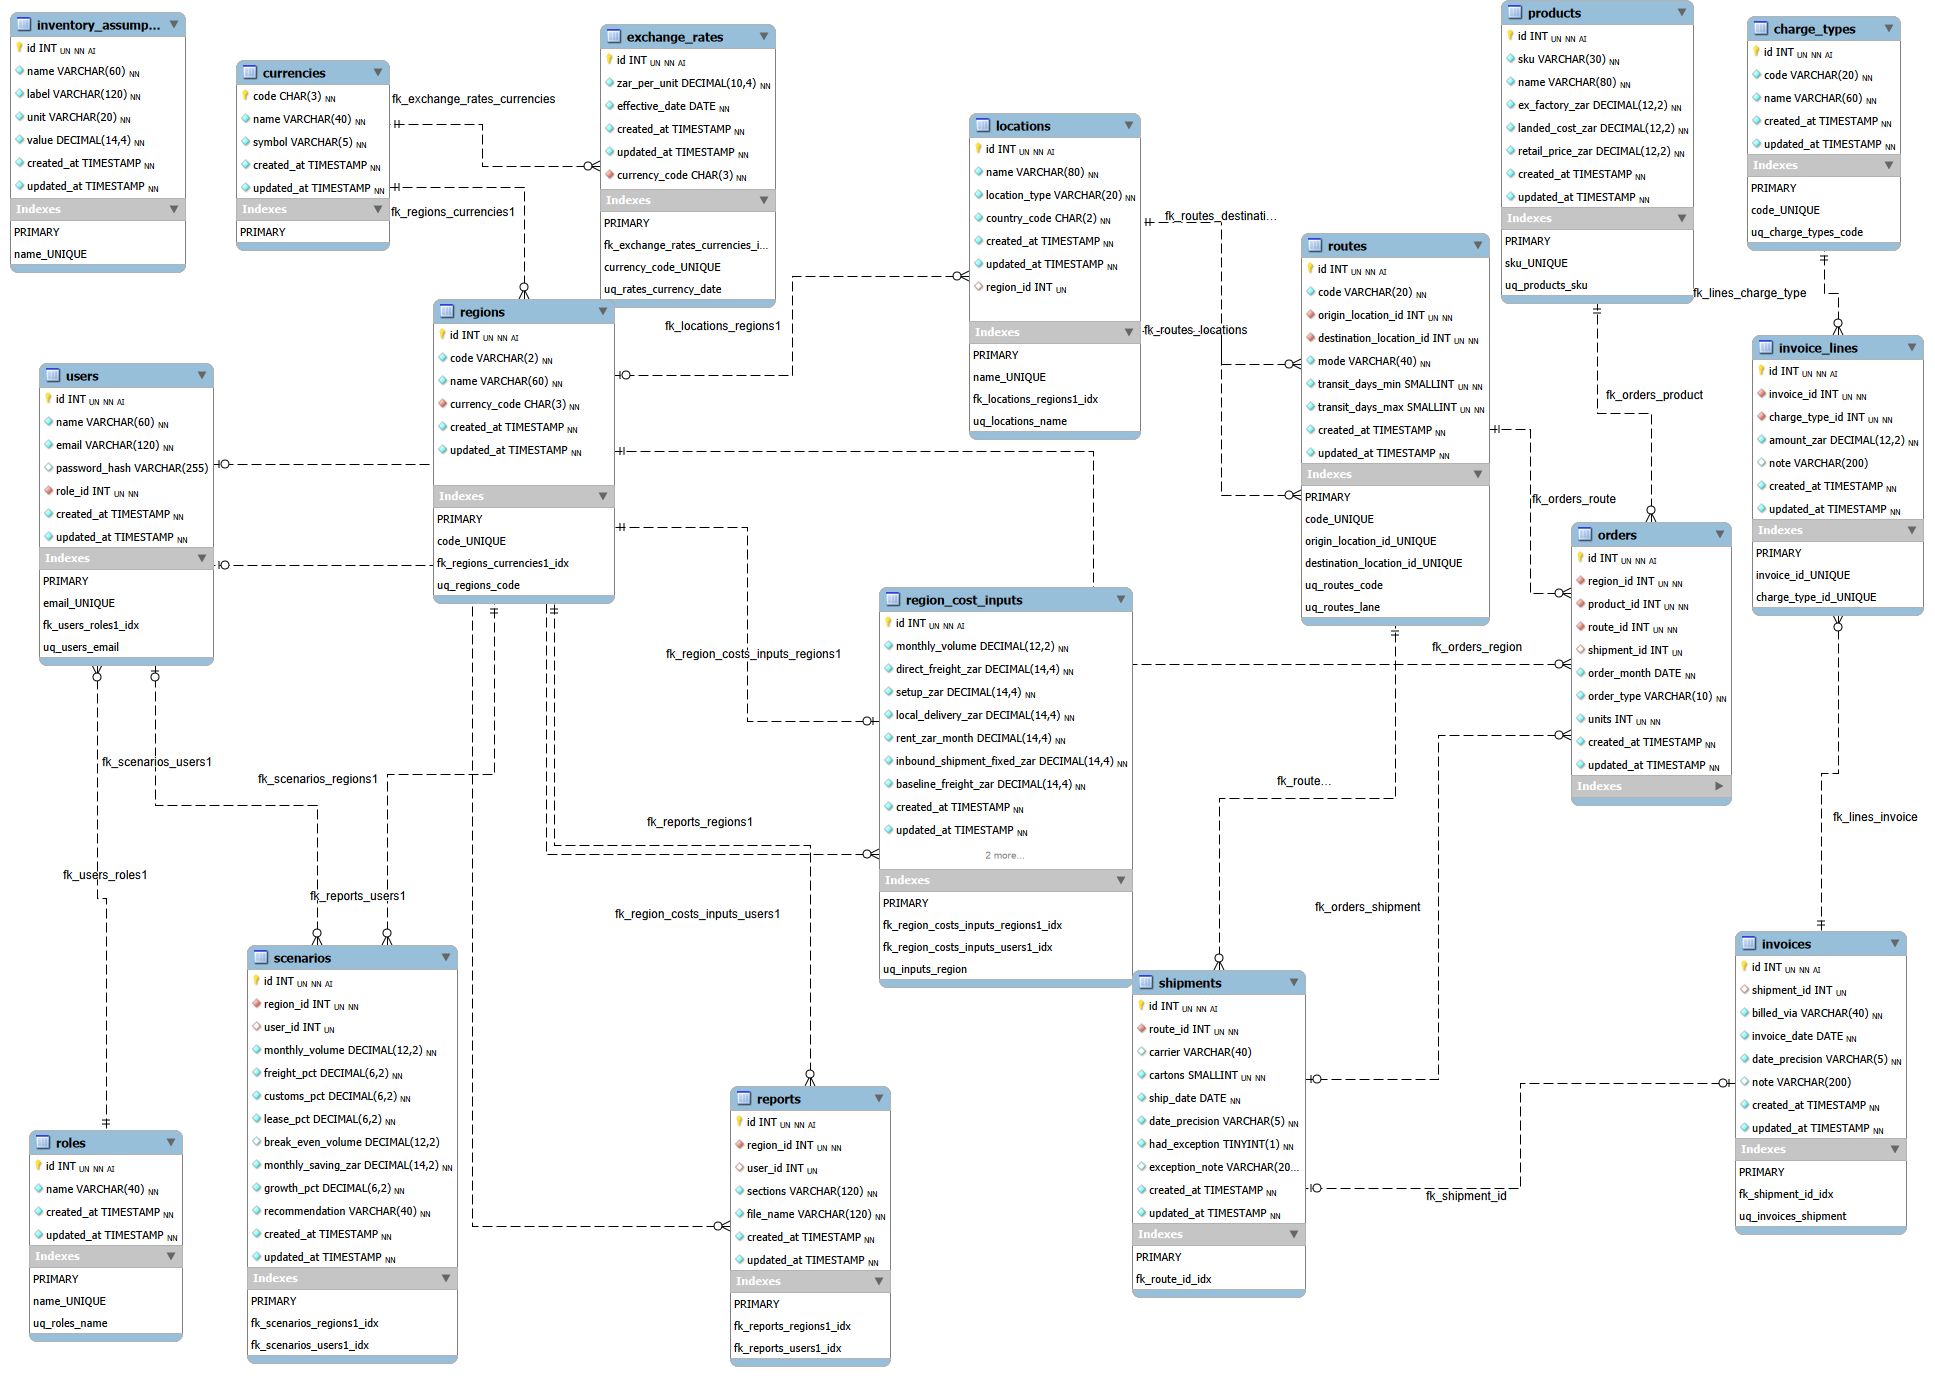 inventory_assump...
id INT UN NN AI
name VARCHAR(60) NN
label VARCHAR(120) NN
unit VARCHAR(20) NN
value DECIMAL(14,4) NN
created_at TIMESTAMP NN
updated_at TIMESTAMP NN
Indexes
PRIMARY
name_UNIQUE
currencies
code CHAR(3) NN
name VARCHAR(40) NN
symbol VARCHAR(5) NN
created_at TIMESTAMP NN
updated_at TIMESTAMP NN
Indexes
PRIMARY
fk_exchange_rates_currencies
fk_regions_currencies1
exchange_rates
id INT UN NN AI
zar_per_unit DECIMAL(10,4) NN
effective_date DATE NN
created_at TIMESTAMP NN
updated_at TIMESTAMP NN
currency_code CHAR(3) NN
Indexes
PRIMARY
fk_exchange_rates_currencies_i...
currency_code_UNIQUE
uq_rates_currency_date
locations
id INT UN NN AI
name VARCHAR(80) NN
location_type VARCHAR(20) NN
country_code CHAR(2) NN
created_at TIMESTAMP NN
updated_at TIMESTAMP NN
region_id INT UN
Indexes
PRIMARY
name_UNIQUE
fk_locations_regions1_idx
uq_locations_name
fk_locations_regions1
fk_routes_destinati...
fk_routes_locations
products
id INT UN NN AI
sku VARCHAR(30) NN
name VARCHAR(80) NN
ex_factory_zar DECIMAL(12,2) NN
landed_cost_zar DECIMAL(12,2) NN
retail_price_zar DECIMAL(12,2) NN
created_at TIMESTAMP NN
updated_at TIMESTAMP NN
Indexes
PRIMARY
sku_UNIQUE
uq_products_sku
charge_types
id INT UN NN AI
code VARCHAR(20) NN
name VARCHAR(60) NN
created_at TIMESTAMP NN
updated_at TIMESTAMP NN
Indexes
PRIMARY
code_UNIQUE
uq_charge_types_code
fk_lines_charge_type
routes
id INT UN NN AI
code VARCHAR(20) NN
origin_location_id INT UN NN
destination_location_id INT UN NN
mode VARCHAR(40) NN
transit_days_min SMALLINT UN NN
transit_days_max SMALLINT UN NN
created_at TIMESTAMP NN
updated_at TIMESTAMP NN
Indexes
PRIMARY
code_UNIQUE
origin_location_id_UNIQUE
destination_location_id_UNIQUE
uq_routes_code
uq_routes_lane
regions
id INT UN NN AI
code VARCHAR(2) NN
name VARCHAR(60) NN
currency_code CHAR(3) NN
created_at TIMESTAMP NN
updated_at TIMESTAMP NN
Indexes
PRIMARY
code_UNIQUE
fk_regions_currencies1_idx
uq_regions_code
users
id INT UN NN AI
name VARCHAR(60) NN
email VARCHAR(120) NN
password_hash VARCHAR(255)
role_id INT UN NN
created_at TIMESTAMP NN
updated_at TIMESTAMP NN
Indexes
PRIMARY
email_UNIQUE
fk_users_roles1_idx
uq_users_email
invoice_lines
id INT UN NN AI
invoice_id INT UN NN
charge_type_id INT UN NN
amount_zar DECIMAL(12,2) NN
note VARCHAR(200)
created_at TIMESTAMP NN
updated_at TIMESTAMP NN
Indexes
PRIMARY
invoice_id_UNIQUE
charge_type_id_UNIQUE
fk_orders_product
fk_orders_route
orders
id INT UN NN AI
region_id INT UN NN
product_id INT UN NN
route_id INT UN NN
shipment_id INT UN
order_month DATE NN
order_type VARCHAR(10) NN
units INT UN NN
created_at TIMESTAMP NN
updated_at TIMESTAMP NN
Indexes
region_cost_inputs
id INT UN NN AI
monthly_volume DECIMAL(12,2) NN
direct_freight_zar DECIMAL(14,4) NN
setup_zar DECIMAL(14,4) NN
local_delivery_zar DECIMAL(14,4) NN
rent_zar_month DECIMAL(14,4) NN
inbound_shipment_fixed_zar DECIMAL(14,4) NN
baseline_freight_zar DECIMAL(14,4) NN
created_at TIMESTAMP NN
updated_at TIMESTAMP NN
2 more...
Indexes
PRIMARY
fk_region_costs_inputs_regions1_idx
fk_region_costs_inputs_users1_idx
uq_inputs_region
fk_region_costs_inputs_regions1
fk_orders_region
fk_scenarios_users1
fk_scenarios_regions1
fk_route...
fk_reports_regions1
fk_lines_invoice
fk_users_roles1
fk_reports_users1
fk_region_costs_inputs_users1
fk_orders_shipment
scenarios
id INT UN NN AI
region_id INT UN NN
user_id INT UN
monthly_volume DECIMAL(12,2) NN
freight_pct DECIMAL(6,2) NN
customs_pct DECIMAL(6,2) NN
lease_pct DECIMAL(6,2) NN
break_even_volume DECIMAL(12,2)
monthly_saving_zar DECIMAL(14,2) NN
growth_pct DECIMAL(6,2) NN
recommendation VARCHAR(40) NN
created_at TIMESTAMP NN
updated_at TIMESTAMP NN
Indexes
PRIMARY
fk_scenarios_regions1_idx
fk_scenarios_users1_idx
shipments
id INT UN NN AI
route_id INT UN NN
carrier VARCHAR(40)
cartons SMALLINT UN NN
ship_date DATE NN
date_precision VARCHAR(5) NN
had_exception TINYINT(1) NN
exception_note VARCHAR(20...
created_at TIMESTAMP NN
updated_at TIMESTAMP NN
Indexes
PRIMARY
fk_route_id_idx
invoices
id INT UN NN AI
shipment_id INT UN
billed_via VARCHAR(40) NN
invoice_date DATE NN
date_precision VARCHAR(5) NN
note VARCHAR(200)
created_at TIMESTAMP NN
updated_at TIMESTAMP NN
Indexes
PRIMARY
fk_shipment_id_idx
uq_invoices_shipment
fk_shipment_id
reports
id INT UN NN AI
region_id INT UN NN
user_id INT UN
sections VARCHAR(120) NN
file_name VARCHAR(120) NN
created_at TIMESTAMP NN
updated_at TIMESTAMP NN
Indexes
PRIMARY
fk_reports_regions1_idx
fk_reports_users1_idx
roles
id INT UN NN AI
name VARCHAR(40) NN
created_at TIMESTAMP NN
updated_at TIMESTAMP NN
Indexes
PRIMARY
name_UNIQUE
uq_roles_name